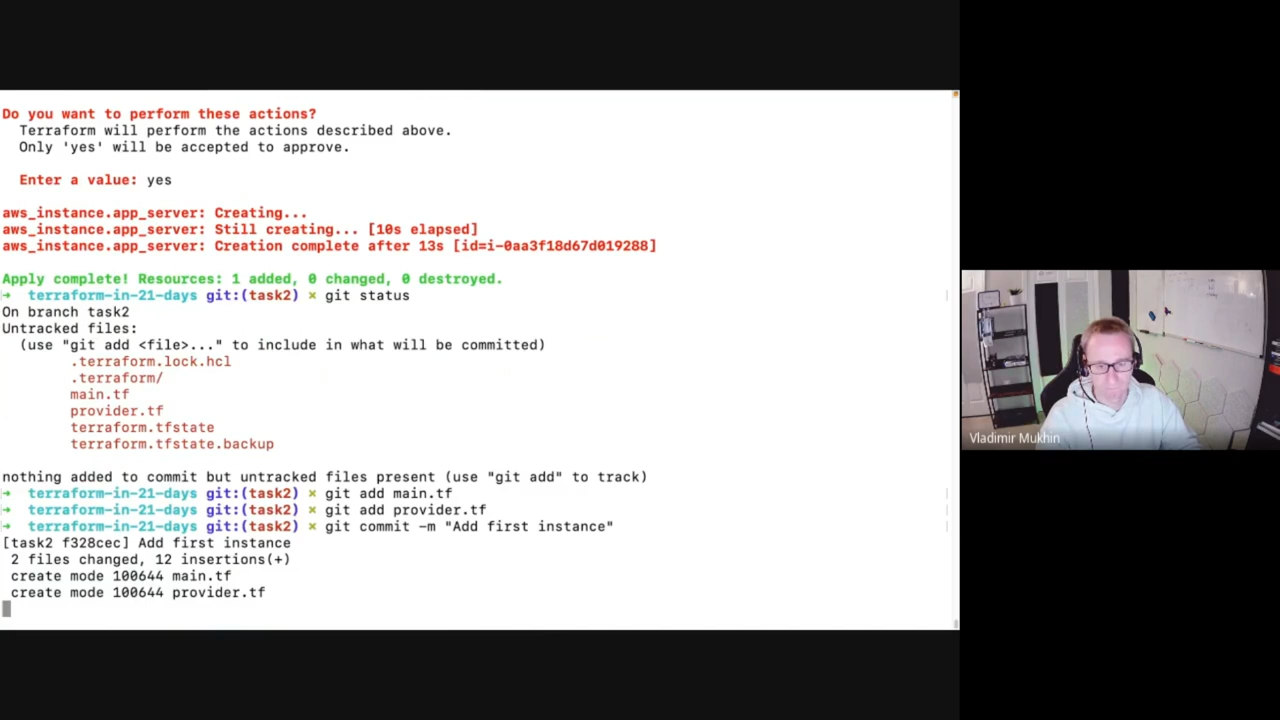 Do you want to perform these actions?
Terraform will perform the actions described above.
Only 'yes' will be accepted to approve.
Enter a value: yes
aws_instance.app_server: Creating...
aws_instance.app_server: Still creating... [10s elapsed]
aws_instance.app_server: Creation complete after 13s [id=i-0aa3f18d67d019288]
Apply complete! Resources: 1 added, 0 changed, 0 destroyed.
→ terraform-in-21-days git:(task2) × git status
On branch task2
Untracked files:
(use "git add <file>..." to include in what will be committed)
.terraform.lock.hcl
.terraform/
main.tf
provider.tf
terraform.tfstate
terraform.tfstate.backup
nothing added to commit but untracked files present (use "git add" to track)
→ terraform-in-21-days git:(task2) × git add main.tf
→ terraform-in-21-days git:(task2) × git add provider.tf
→ terraform-in-21-days git:(task2) × git commit -m "Add first instance"
[task2 f328cec] Add first instance
2 files changed, 12 insertions(+)
create mode 100644 main.tf
create mode 100644 provider.tf
Vladimir Mukhin